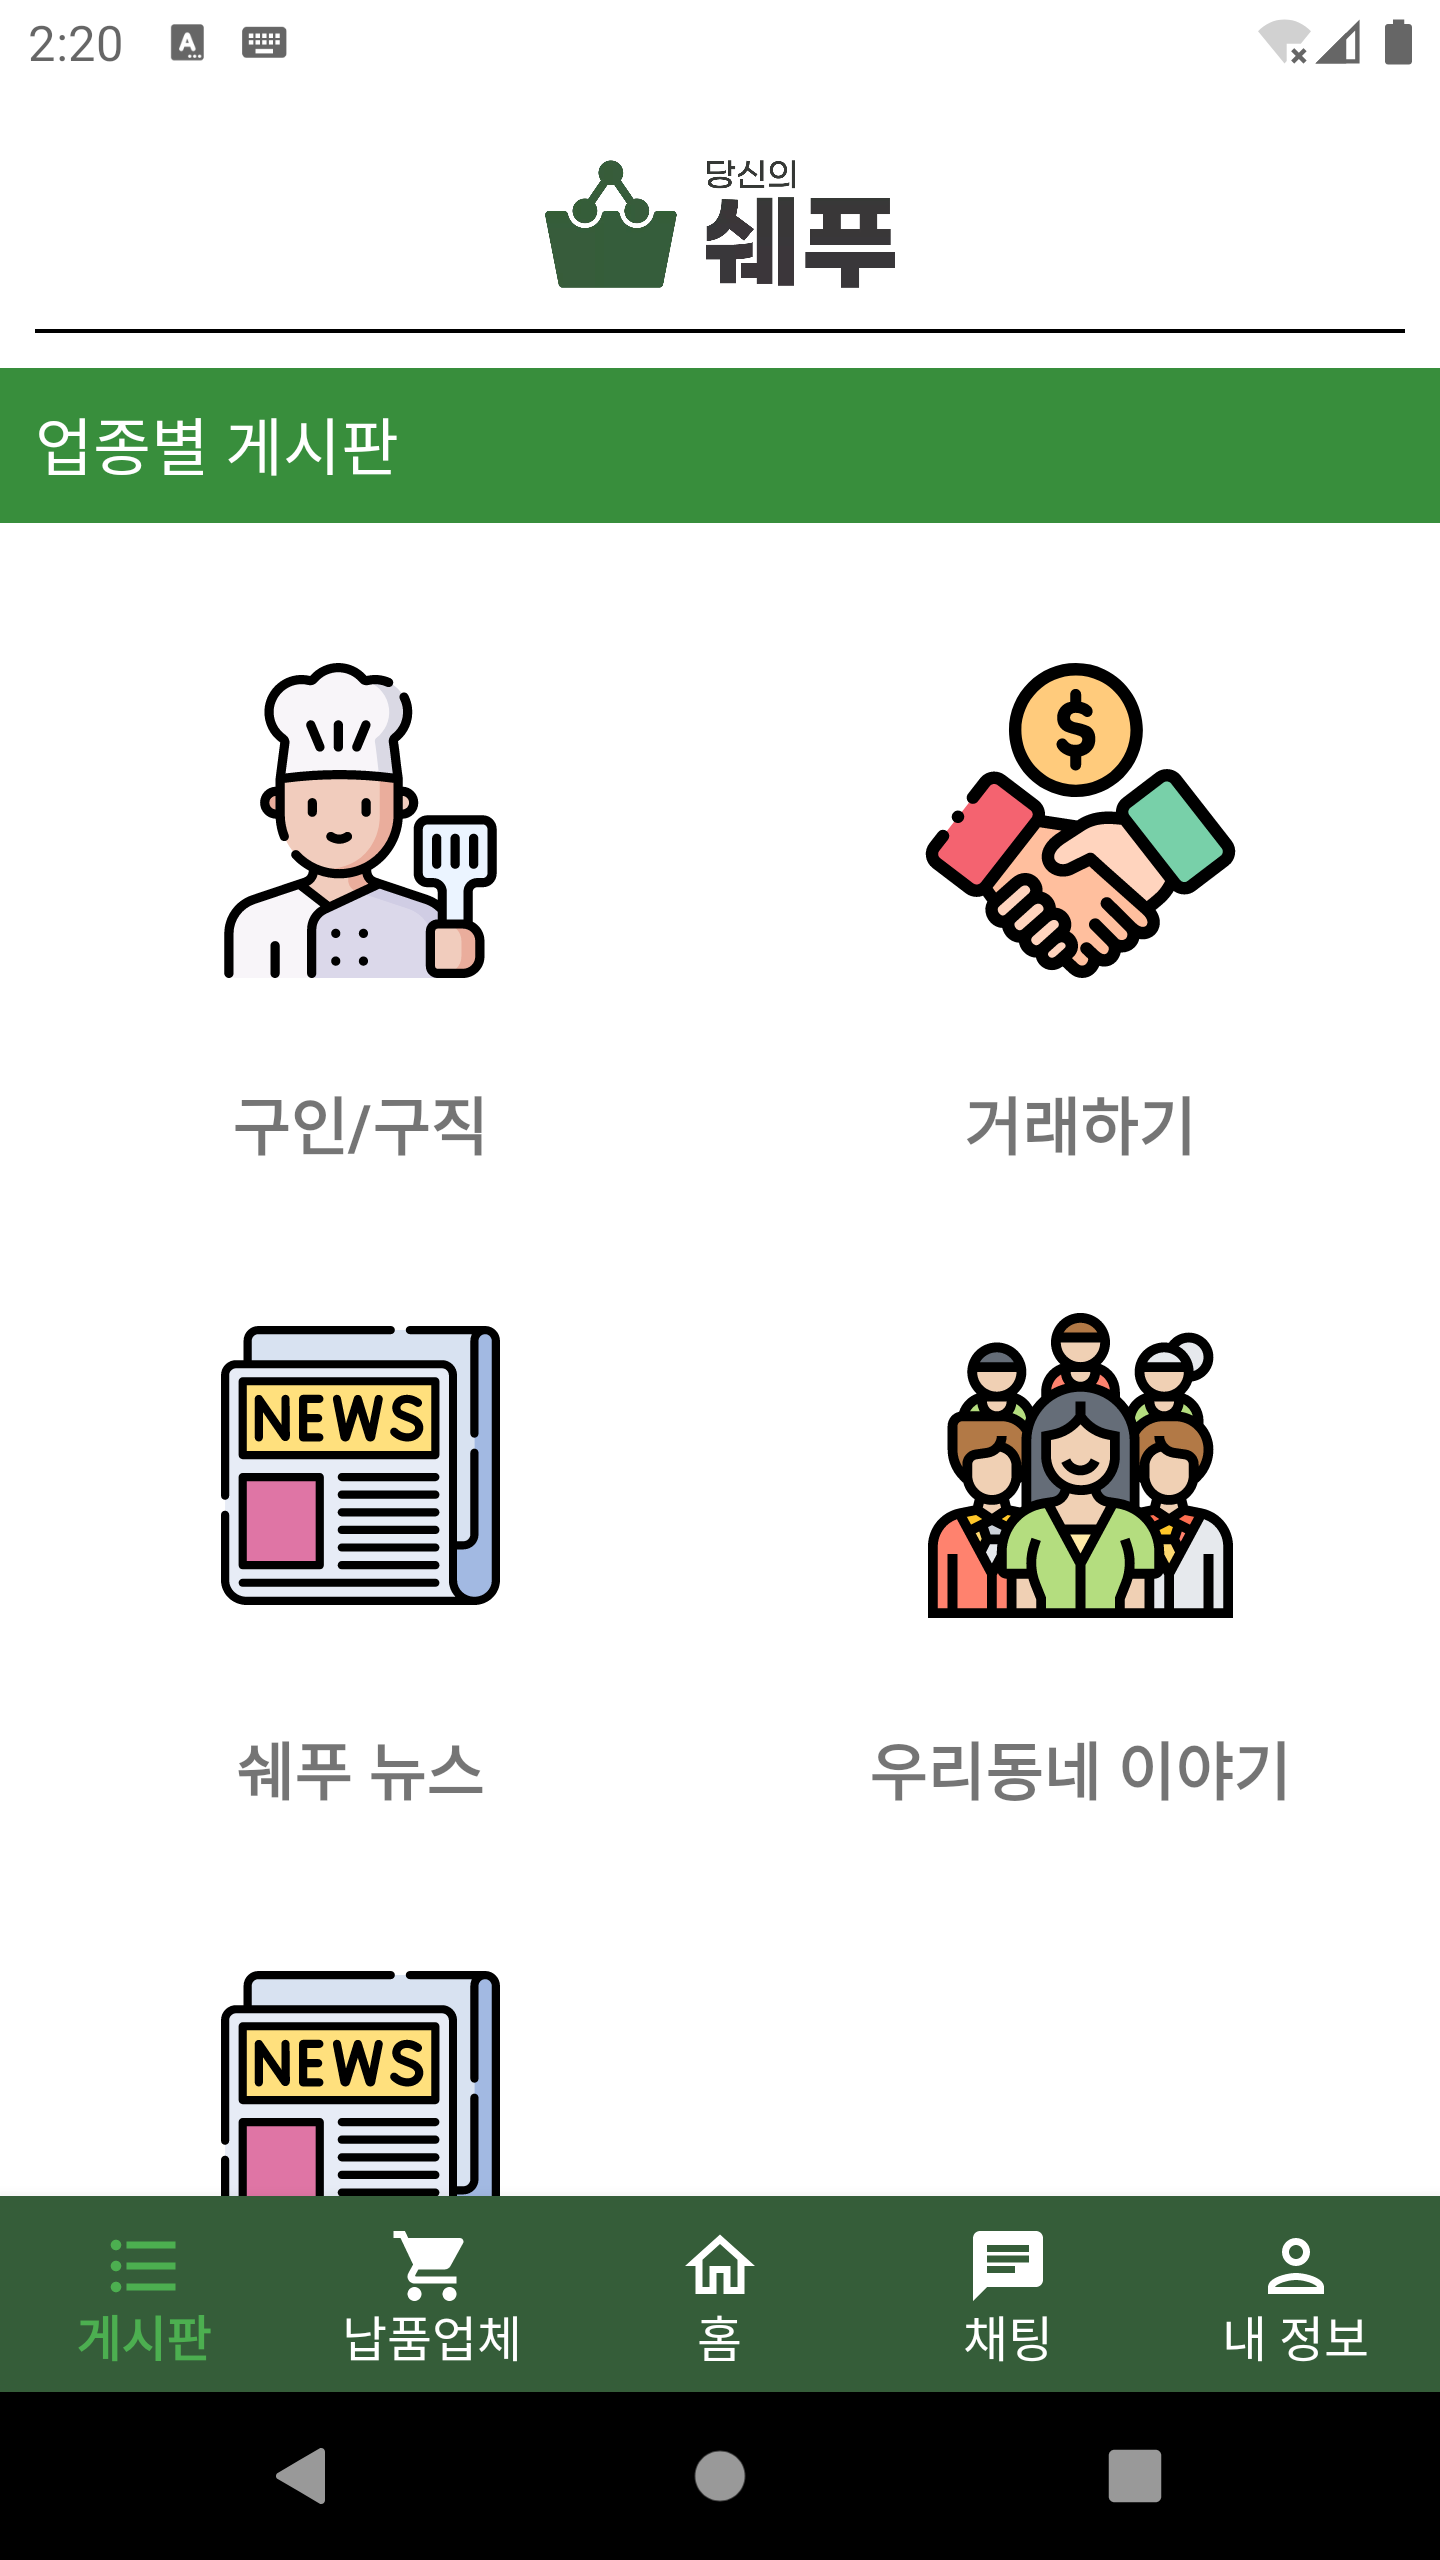 2:20
당신의
쉐푸
업종별 게시판
구인/구직
거래하기
NEWS
쉐푸 뉴스
우리동네 이야기
NEWS
게시판
납품업체
홈
채팅
내 정보